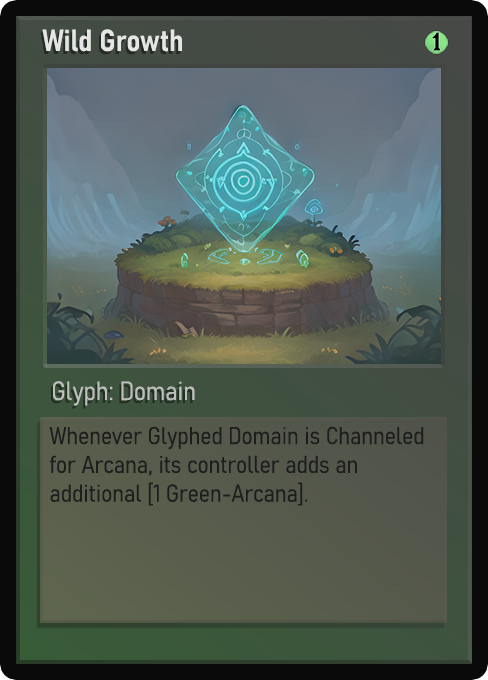 Wild Growth
1
Glyph: Domain
Whenever Glyphed Domain is Channeled
for Arcana, its controller adds an
additional [1 Green-Arcana].